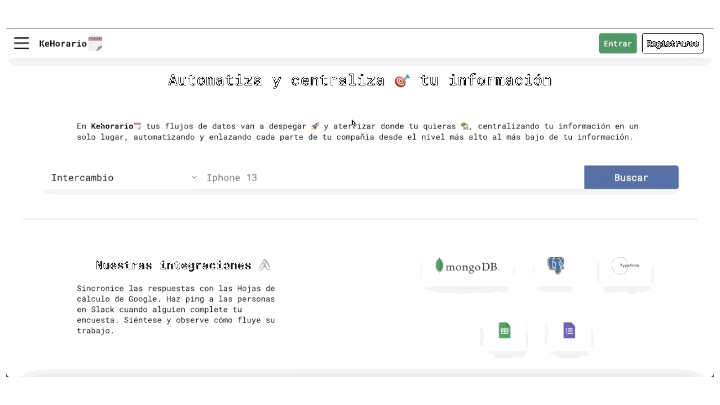 KeHorario
Entrar
Registrarse
Automatiza y centraliza 🎯 tu información
En Kehorario🗓️ tus flujos de datos van a despegar 🚀 y aterrizar donde tu quieras 🛰️, centralizando tu información en un
solo lugar, automatizando y enlazando cada parte de tu compañia desde el nivel más alto al más bajo de tu información.
Intercambio
Iphone 13
Buscar
Nuestras integraciones
Sincronice las respuestas con las Hojas de
cálculo de Google. Haz ping a las personas
en Slack cuando alguien complete tu
encuesta. Siéntese y observe cómo fluye su
trabajo.
mongoDB.
Typeform